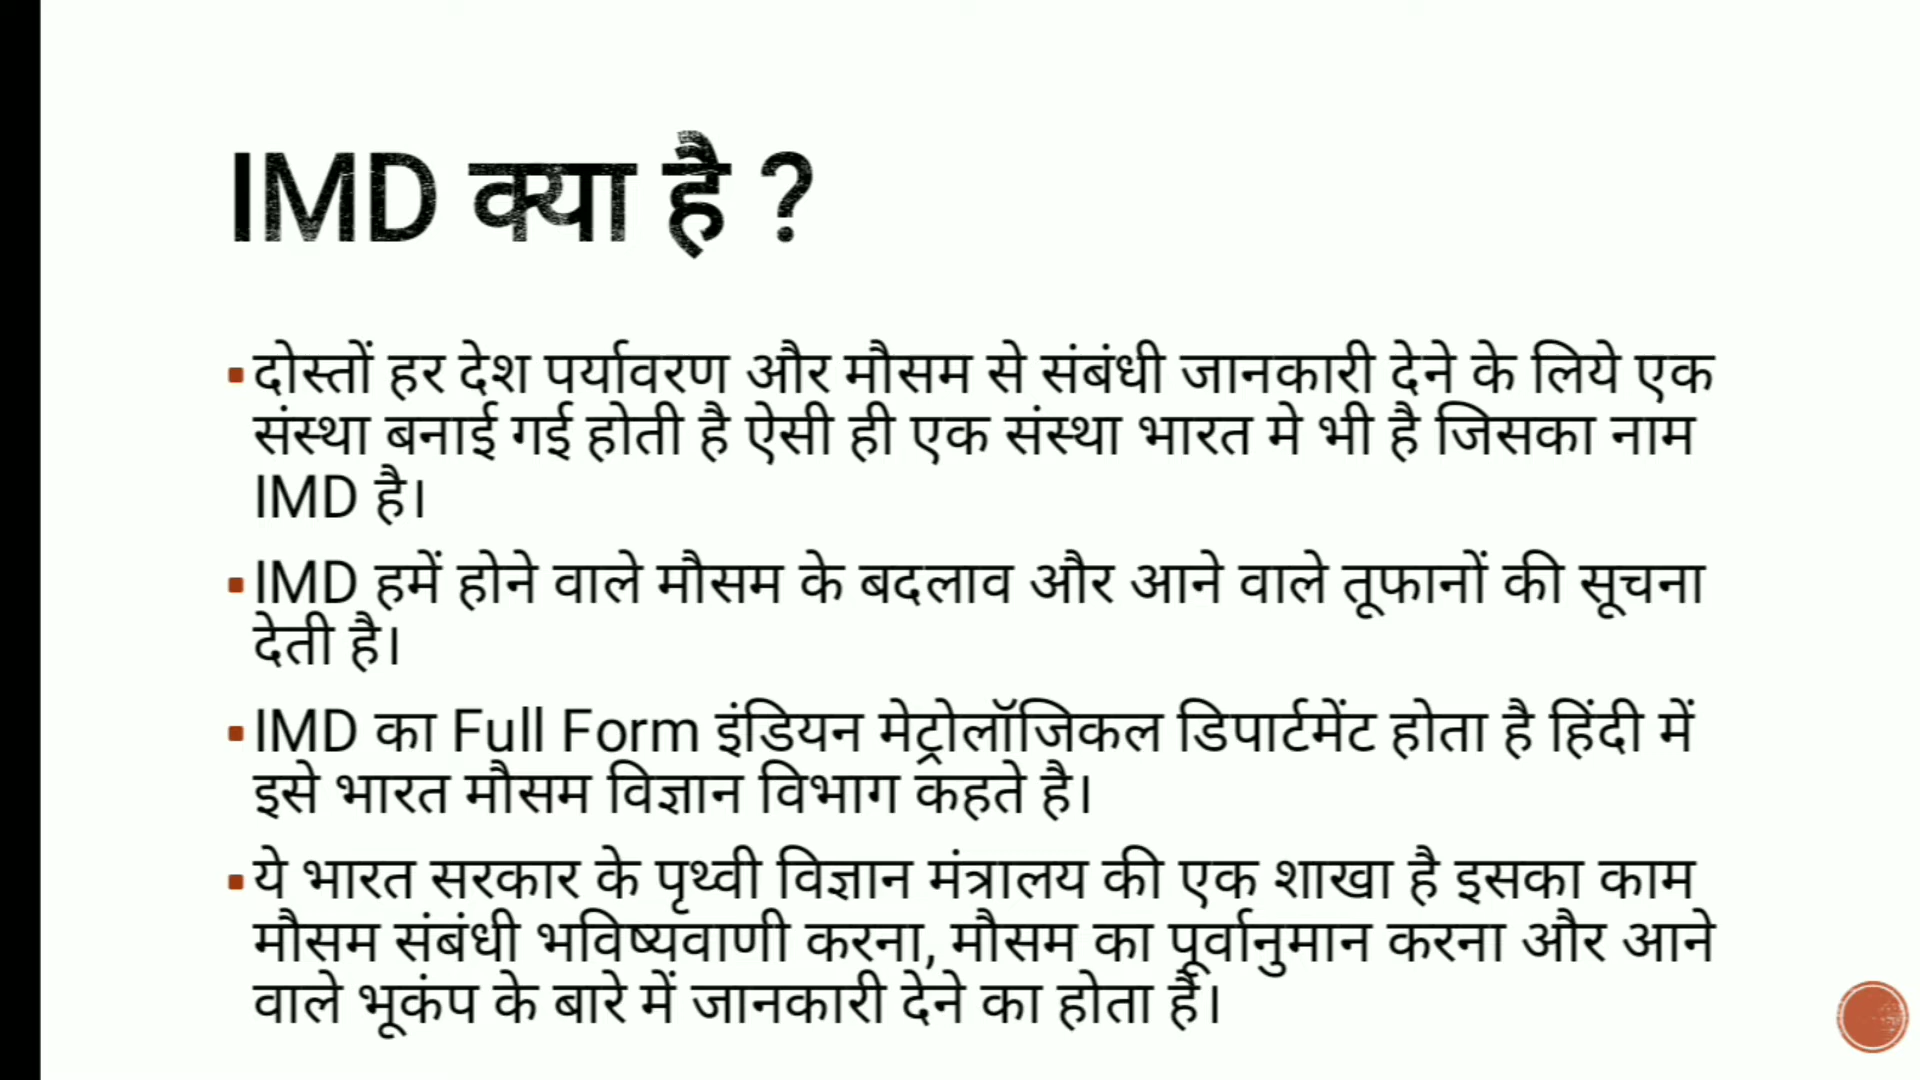 IMD क्या है ?
▪दोस्तों हर देश पर्यावरण और मौसम से संबंधी जानकारी देने के लिये एक
संस्था बनाई गई होती है ऐसी ही एक संस्था भारत मे भी है जिसका नाम
IMD है।
▪IMD हमें होने वाले मौसम के बदलाव और आने वाले तूफानों की सूचना
देती है।
▪IMD का Full Form इंडियन मेट्रोलॉजिकल डिपार्टमेंट होता है हिंदी में
इसे भारत मौसम विज्ञान विभाग कहते है।
▪ये भारत सरकार के पृथ्वी विज्ञान मंत्रालय की एक शाखा है इसका काम
मौसम संबंधी भविष्यवाणी करना, मौसम का पूर्वानुमान करना और आने
वाले भूकंप के बारे में जानकारी देने का होता है।